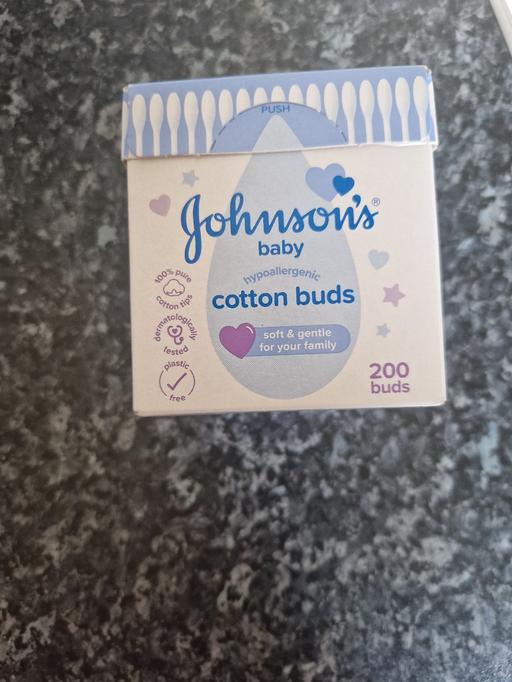 PUSH
Johnson's®
baby
hypoallergenic
cotton buds
soft & gentle
for your family
100% pure
cotton tips
dermatologically
tested
plastic
free
200
buds